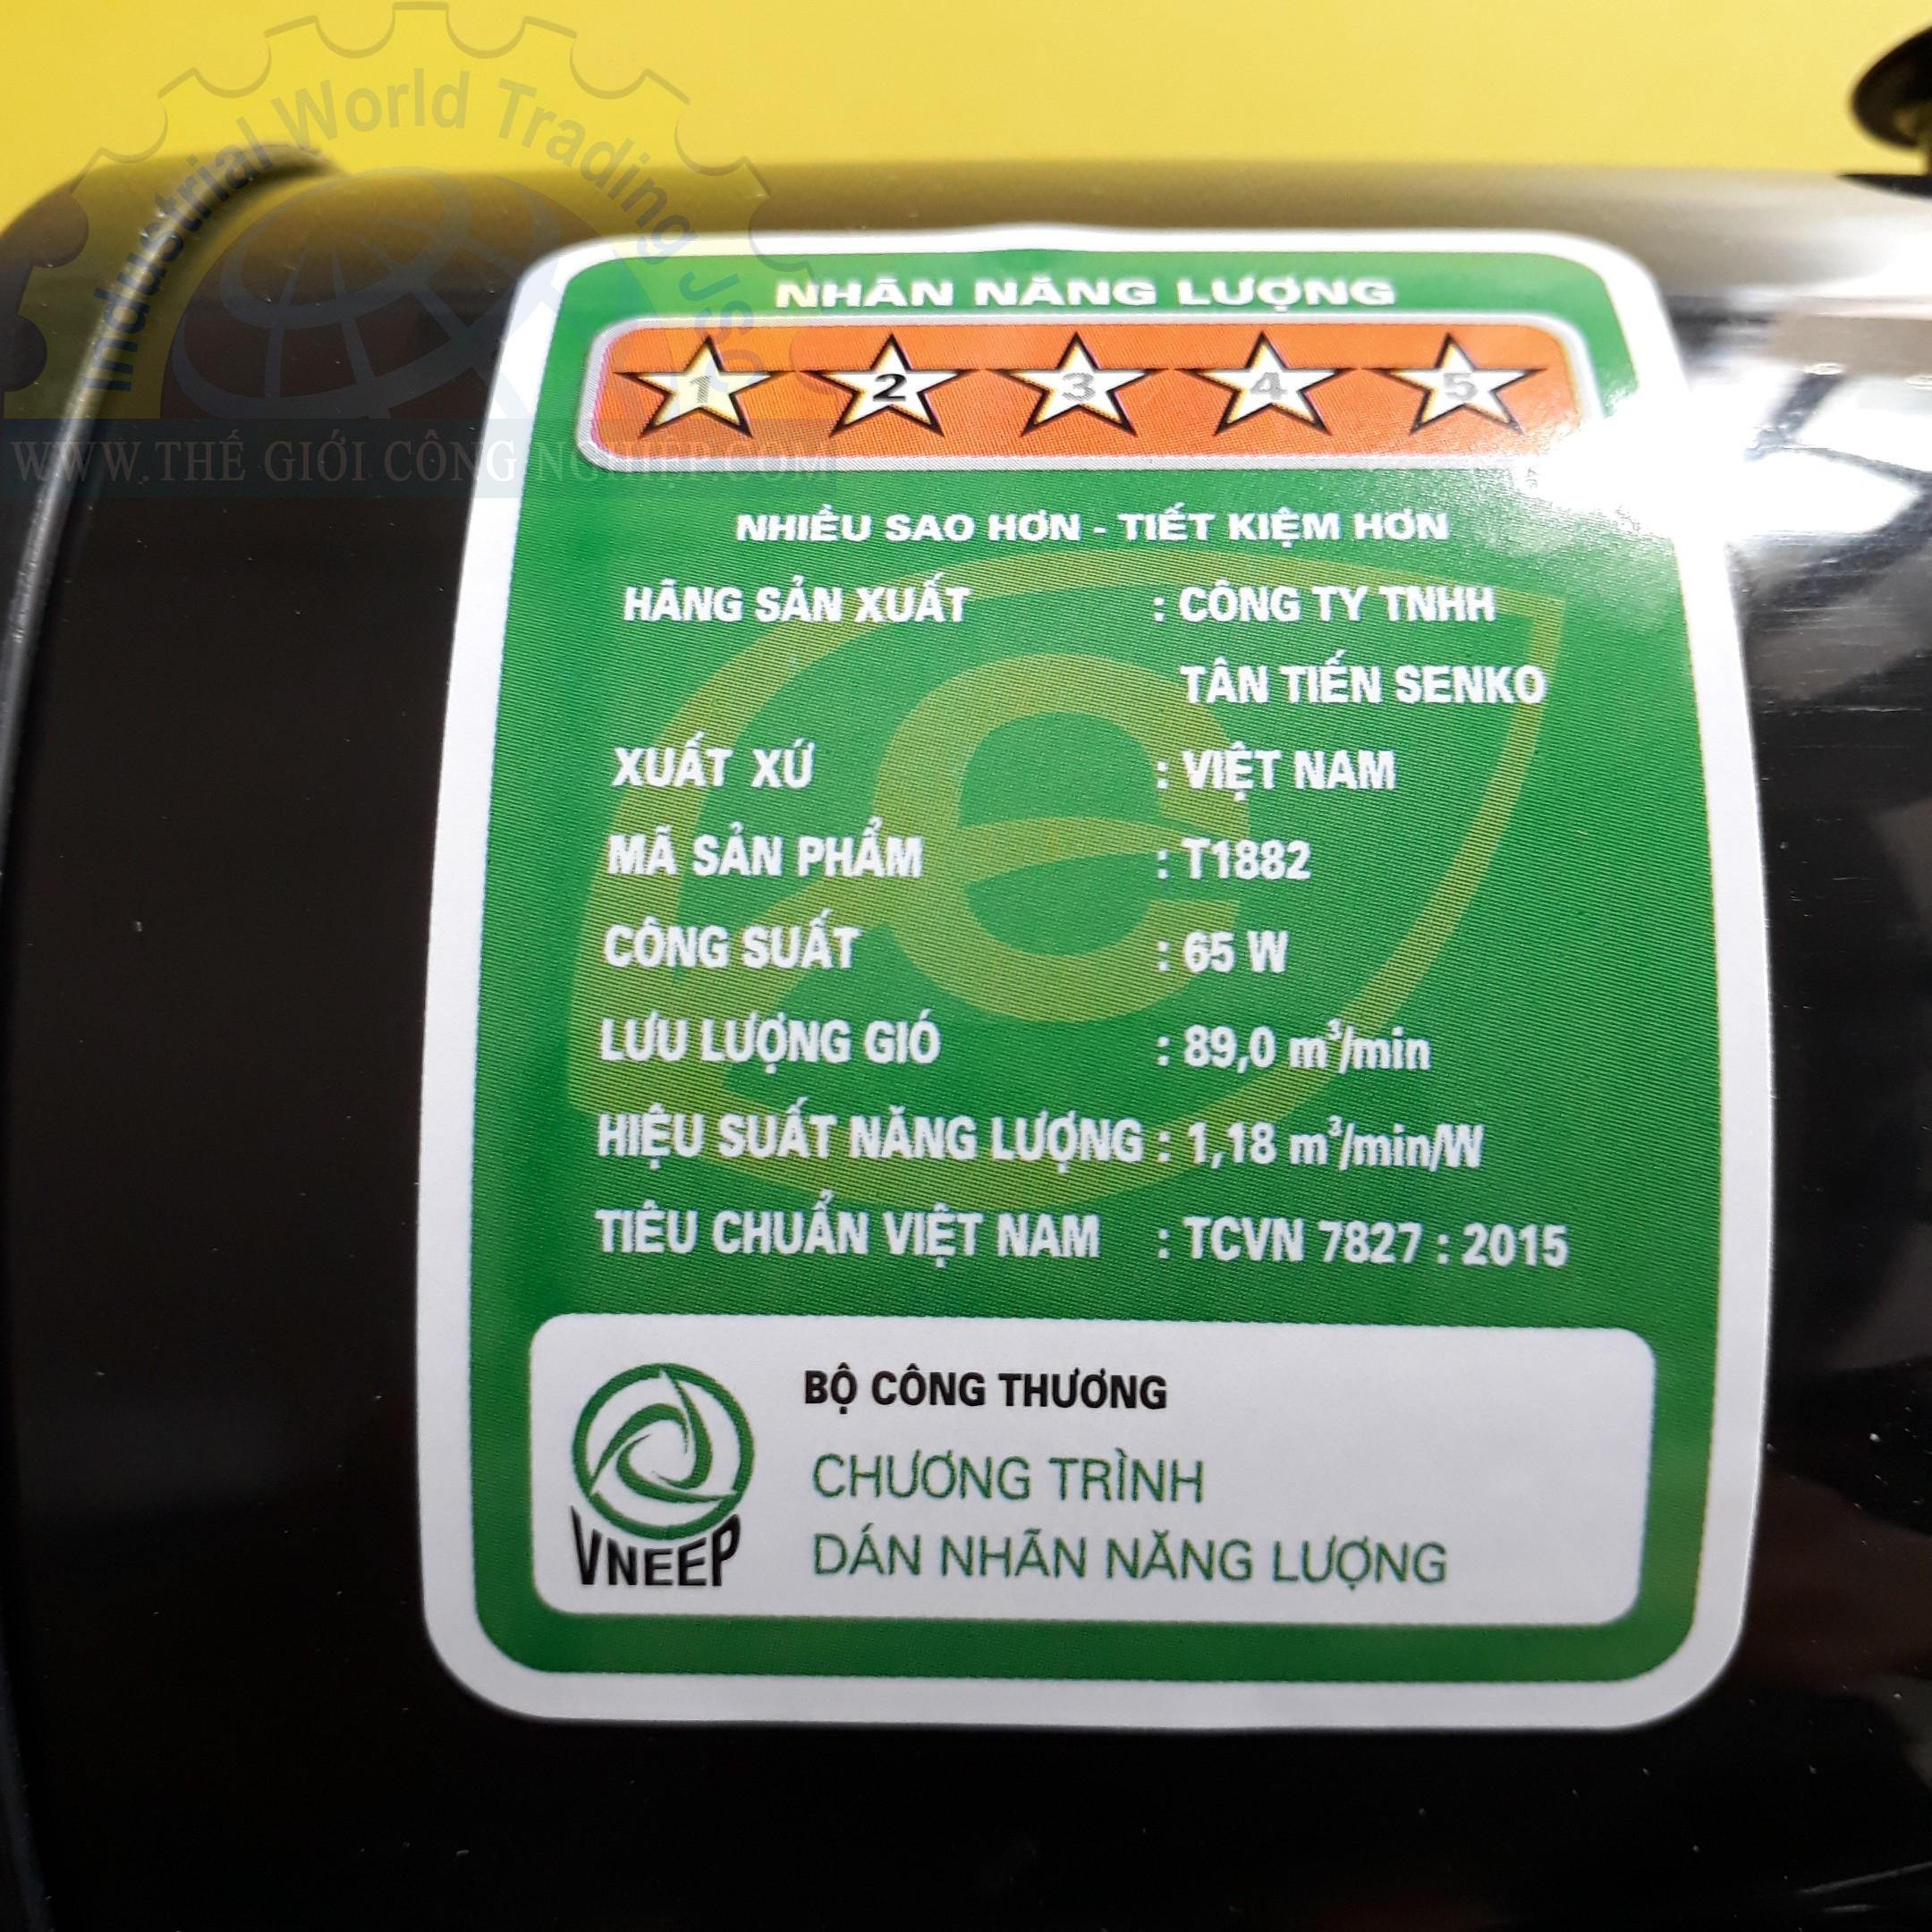 Industrial World Trading JSC
WWW.THẾ GIỚI CÔNG NGHIỆP.COM
NHÃN NĂNG LƯỢNG
1 2 3 4 5
NHIỀU SAO HƠN - TIẾT KIỆM HƠN
HÃNG SẢN XUẤT : CÔNG TY TNHH
TÂN TIẾN SENKO
XUẤT XỨ : VIỆT NAM
MÃ SẢN PHẨM : T1882
CÔNG SUẤT : 65 W
LƯU LƯỢNG GIÓ : 89,0 m³/min
HIỆU SUẤT NĂNG LƯỢNG : 1,18 m³/min/W
TIÊU CHUẨN VIỆT NAM : TCVN 7827 : 2015
BỘ CÔNG THƯƠNG
CHƯƠNG TRÌNH
DÁN NHÃN NĂNG LƯỢNG
VNEEP